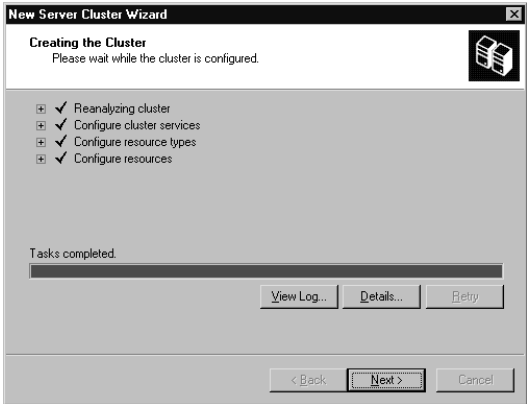 New Server Cluster Wizard
Creating the Cluster
Please wait while the cluster is configured.
Reanalyzing cluster
Configure cluster services
Configure resource types
Configure resources
Tasks completed.
View Log... Details... Retry
< Back Next > Cancel